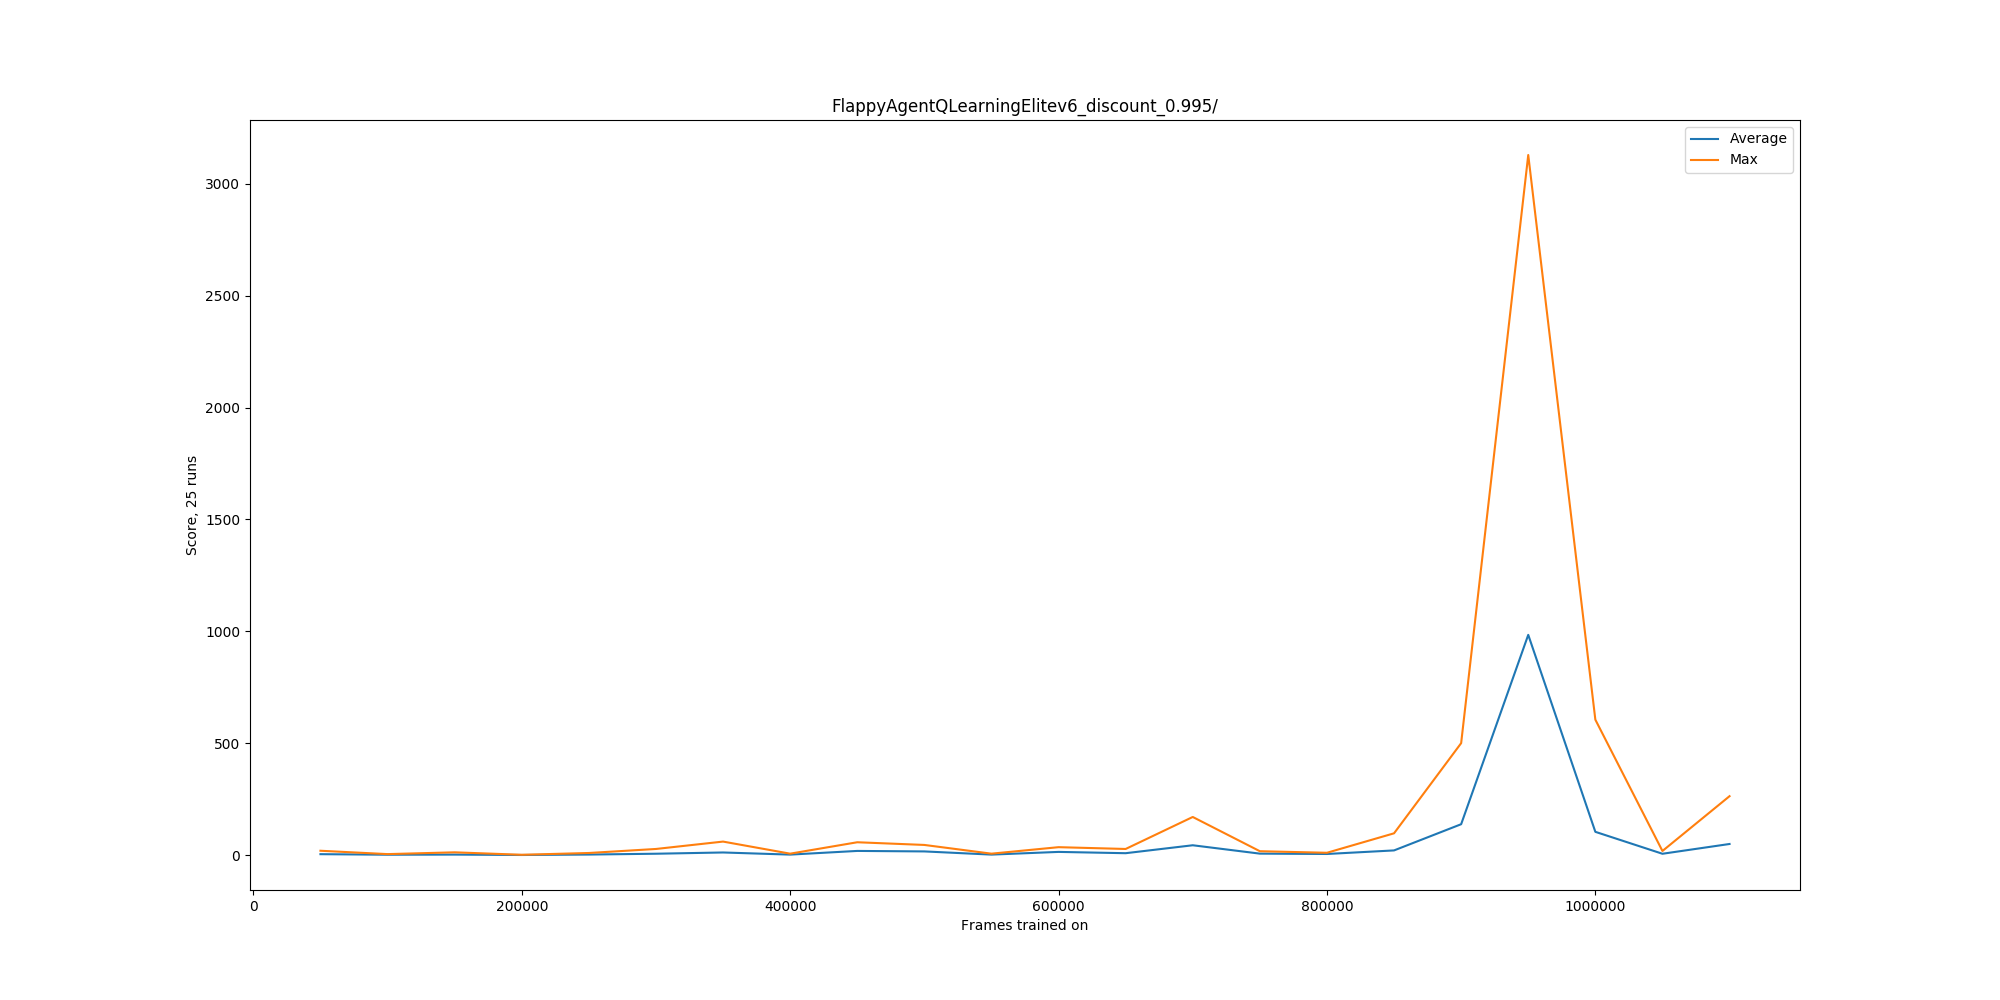 FlappyAgentQLearningElitev6_discount_0.995/
Average
Max
3000
2500
2000
1500
1000
500
0
Score, 25 runs
0 200000 400000 600000 800000 1000000
Frames trained on